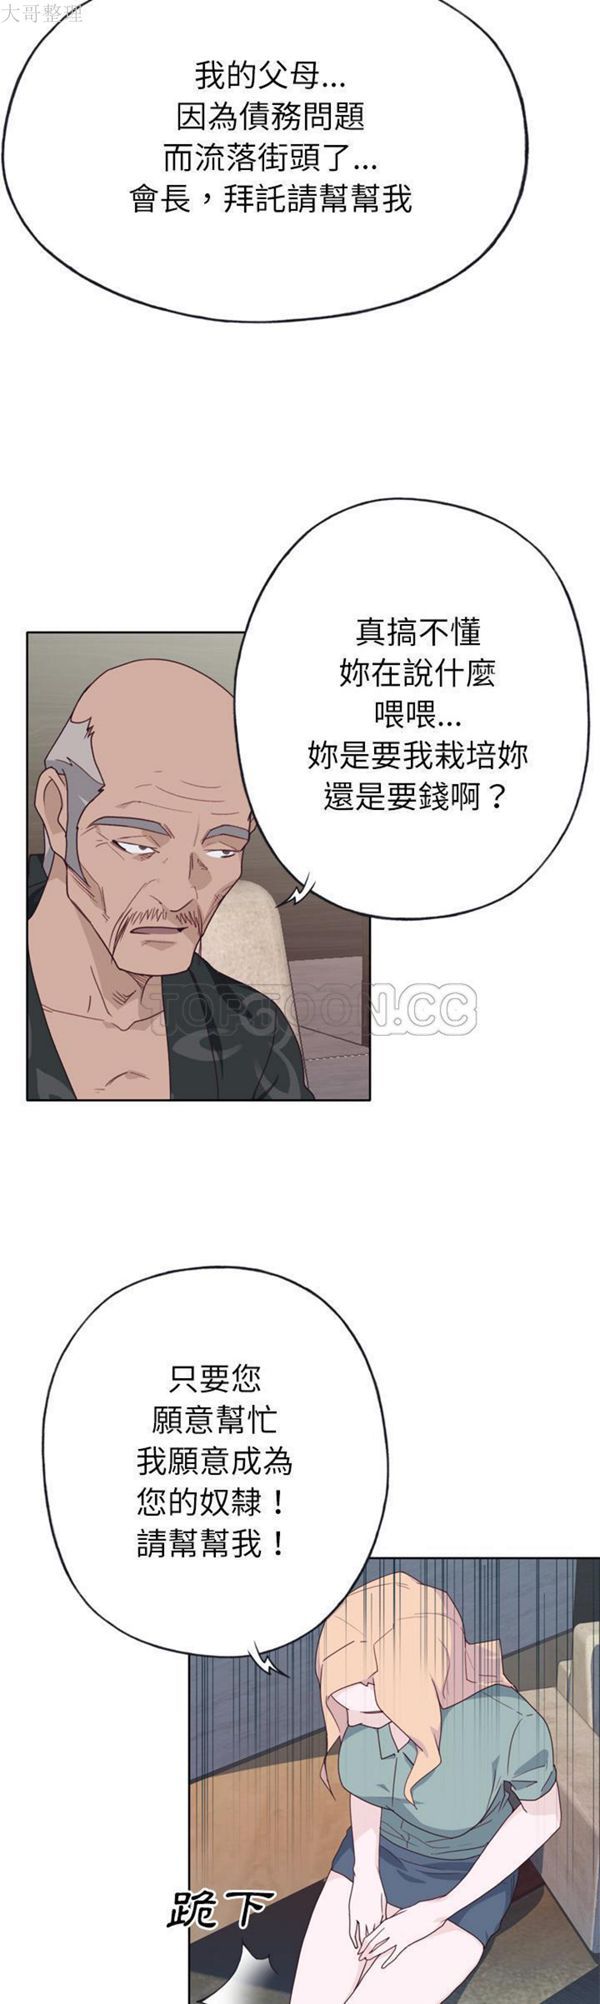 大哥整理
我的父母...
因為債務問題
而流落街頭了...
會長，拜託請幫幫我
真搞不懂
妳在說什麼
喂喂...
妳是要我栽培妳
還是要錢啊？
TOPTOON.CC
只要您
願意幫忙
我願意成為
您的奴隸！
請幫幫我！
跪下